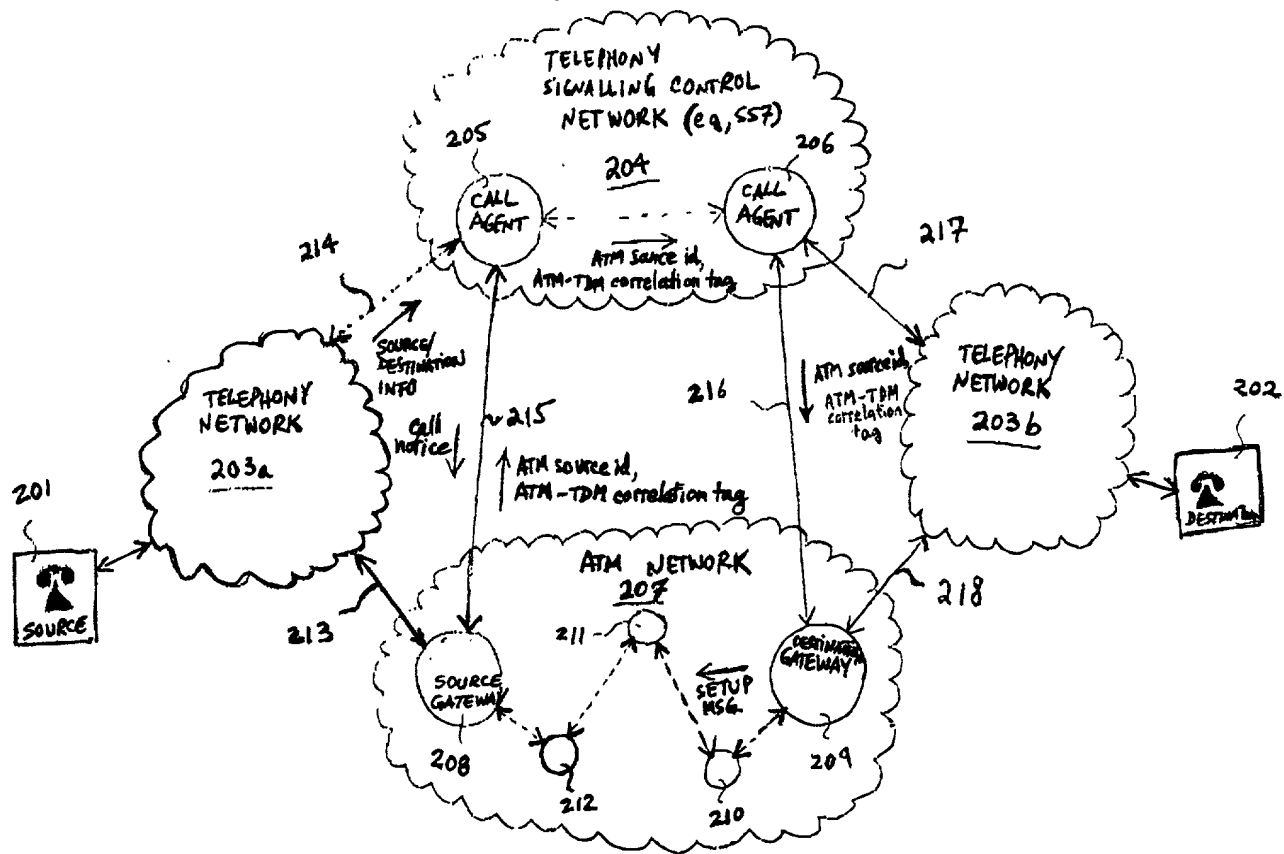 TELEPHONY
SIGNALLING CONTROL
NETWORK (eg, SS7)
205
206
204
CALL
AGENT
CALL
AGENT
214
217
ATM source id,
ATM-TDM correlation tag
SOURCE/
DESTINATION
INFO
TELEPHONY
NETWORK
203a
Call
notice
215
ATM source id,
ATM-TDM correlation tag
216
ATM source id,
ATM-TDM
correlation
tag
TELEPHONY
NETWORK
203b
202
DESTINATION
201
SOURCE
213
218
ATM NETWORK
207
211
SOURCE
GATEWAY
208
SETUP
MSG.
DESTINATION
GATEWAY
209
212
210